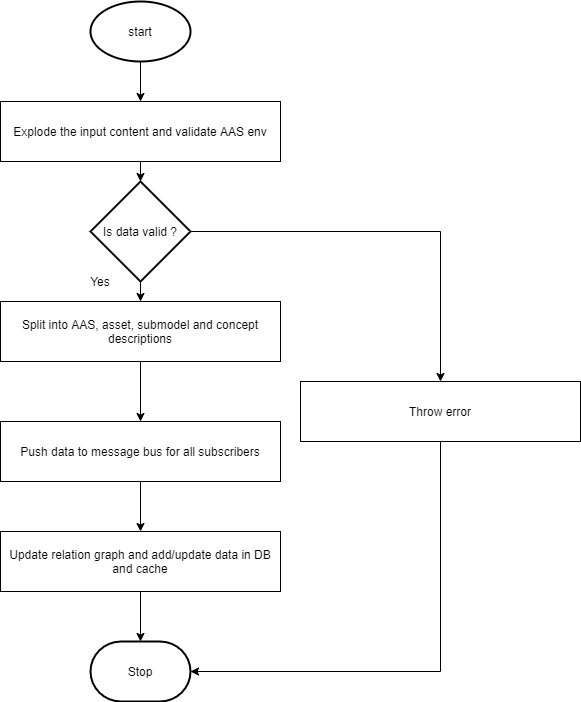 start
Explode the input content and validate AAS env
Is data valid ?
Yes
Split into AAS, asset, submodel and concept
descriptions
Throw error
Push data to message bus for all subscribers
Update relation graph and add/update data in DB
and cache
Stop